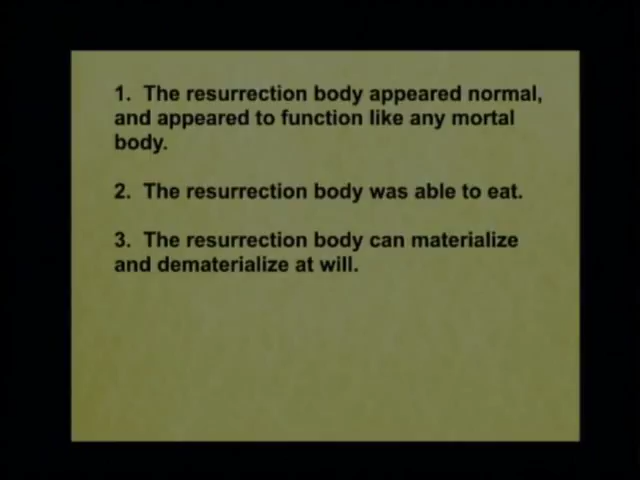 1. The resurrection body appeared normal,
and appeared to function like any mortal
body.
2. The resurrection body was able to eat.
3. The resurrection body can materialize
and dematerialize at will.